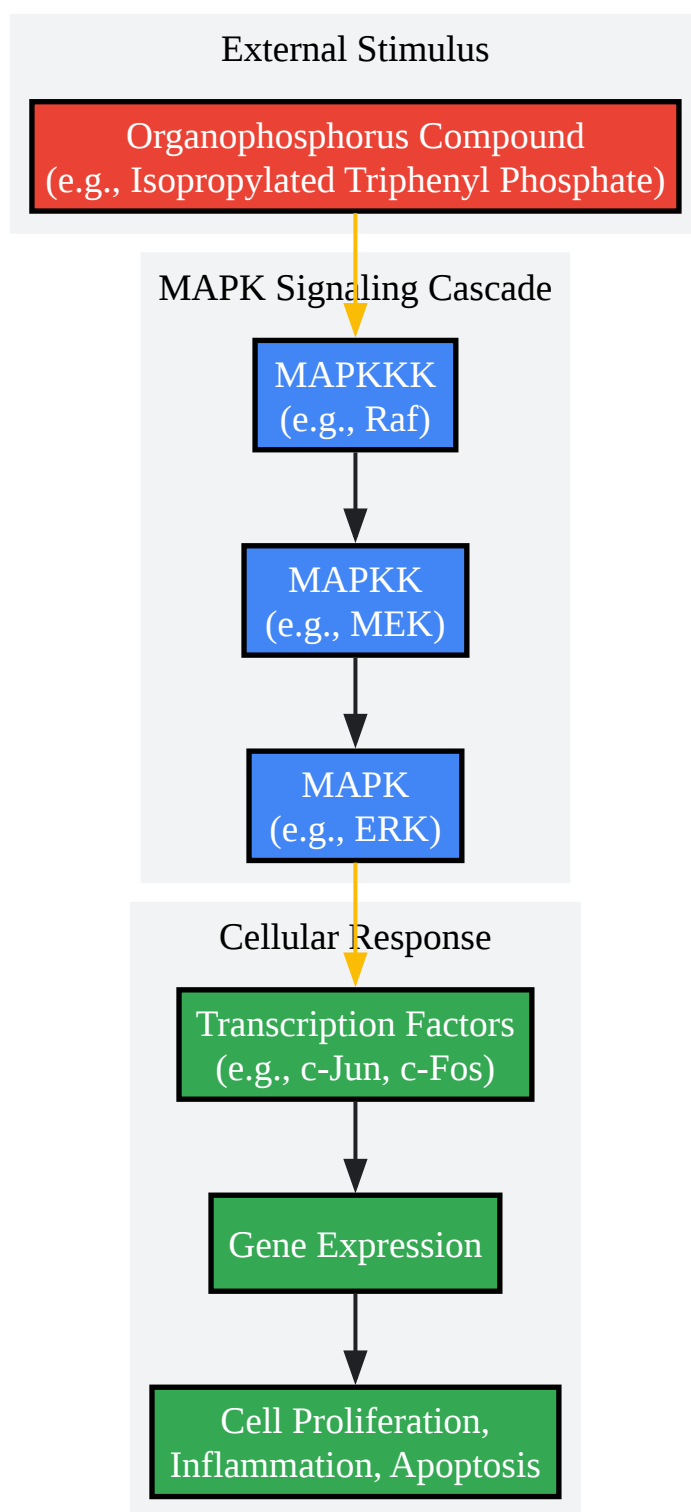 External Stimulus
Organophosphorus Compound
(e.g., Isopropylated Triphenyl Phosphate)
MAPK Signaling Cascade
MAPKKK
(e.g., Raf)
MAPKK
(e.g., MEK)
MAPK
(e.g., ERK)
Cellular Response
Transcription Factors
(e.g., c-Jun, c-Fos)
Gene Expression
Cell Proliferation,
Inflammation, Apoptosis